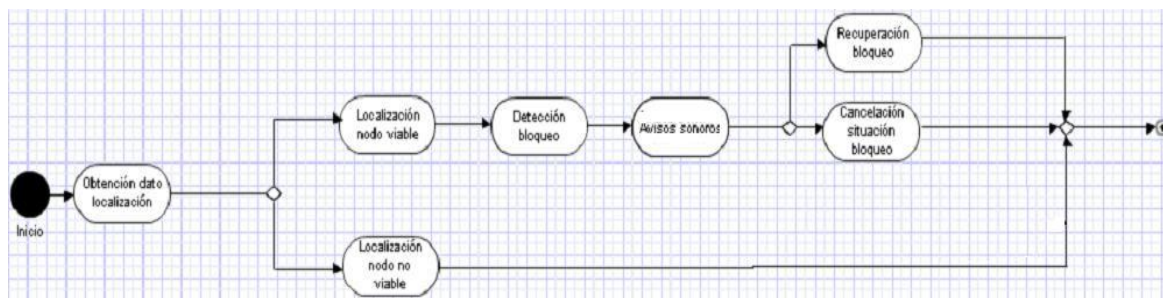 Recuperación
bloqueo
Localización
nodo viable
Detección
bloqueo
Avisos sonoros
Cancelación
situación
bloqueo
Obtención dato
localización
Inicio
Localización
nodo no
viable